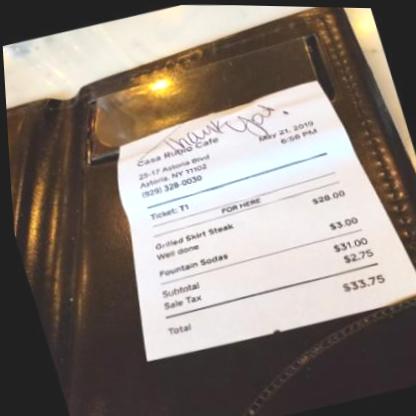 Thank you!
Casa Rubio Cafe
May 21, 2019
25-17 Astoria Blvd
6:56 PM
Astoria, NY 11102
(929) 328-0030
Ticket: T1
FOR HERE
Grilled Skirt Steak $28.00
Well done
Fountain Sodas $3.00
Subtotal $31.00
Sale Tax $2.75
Total $33.75